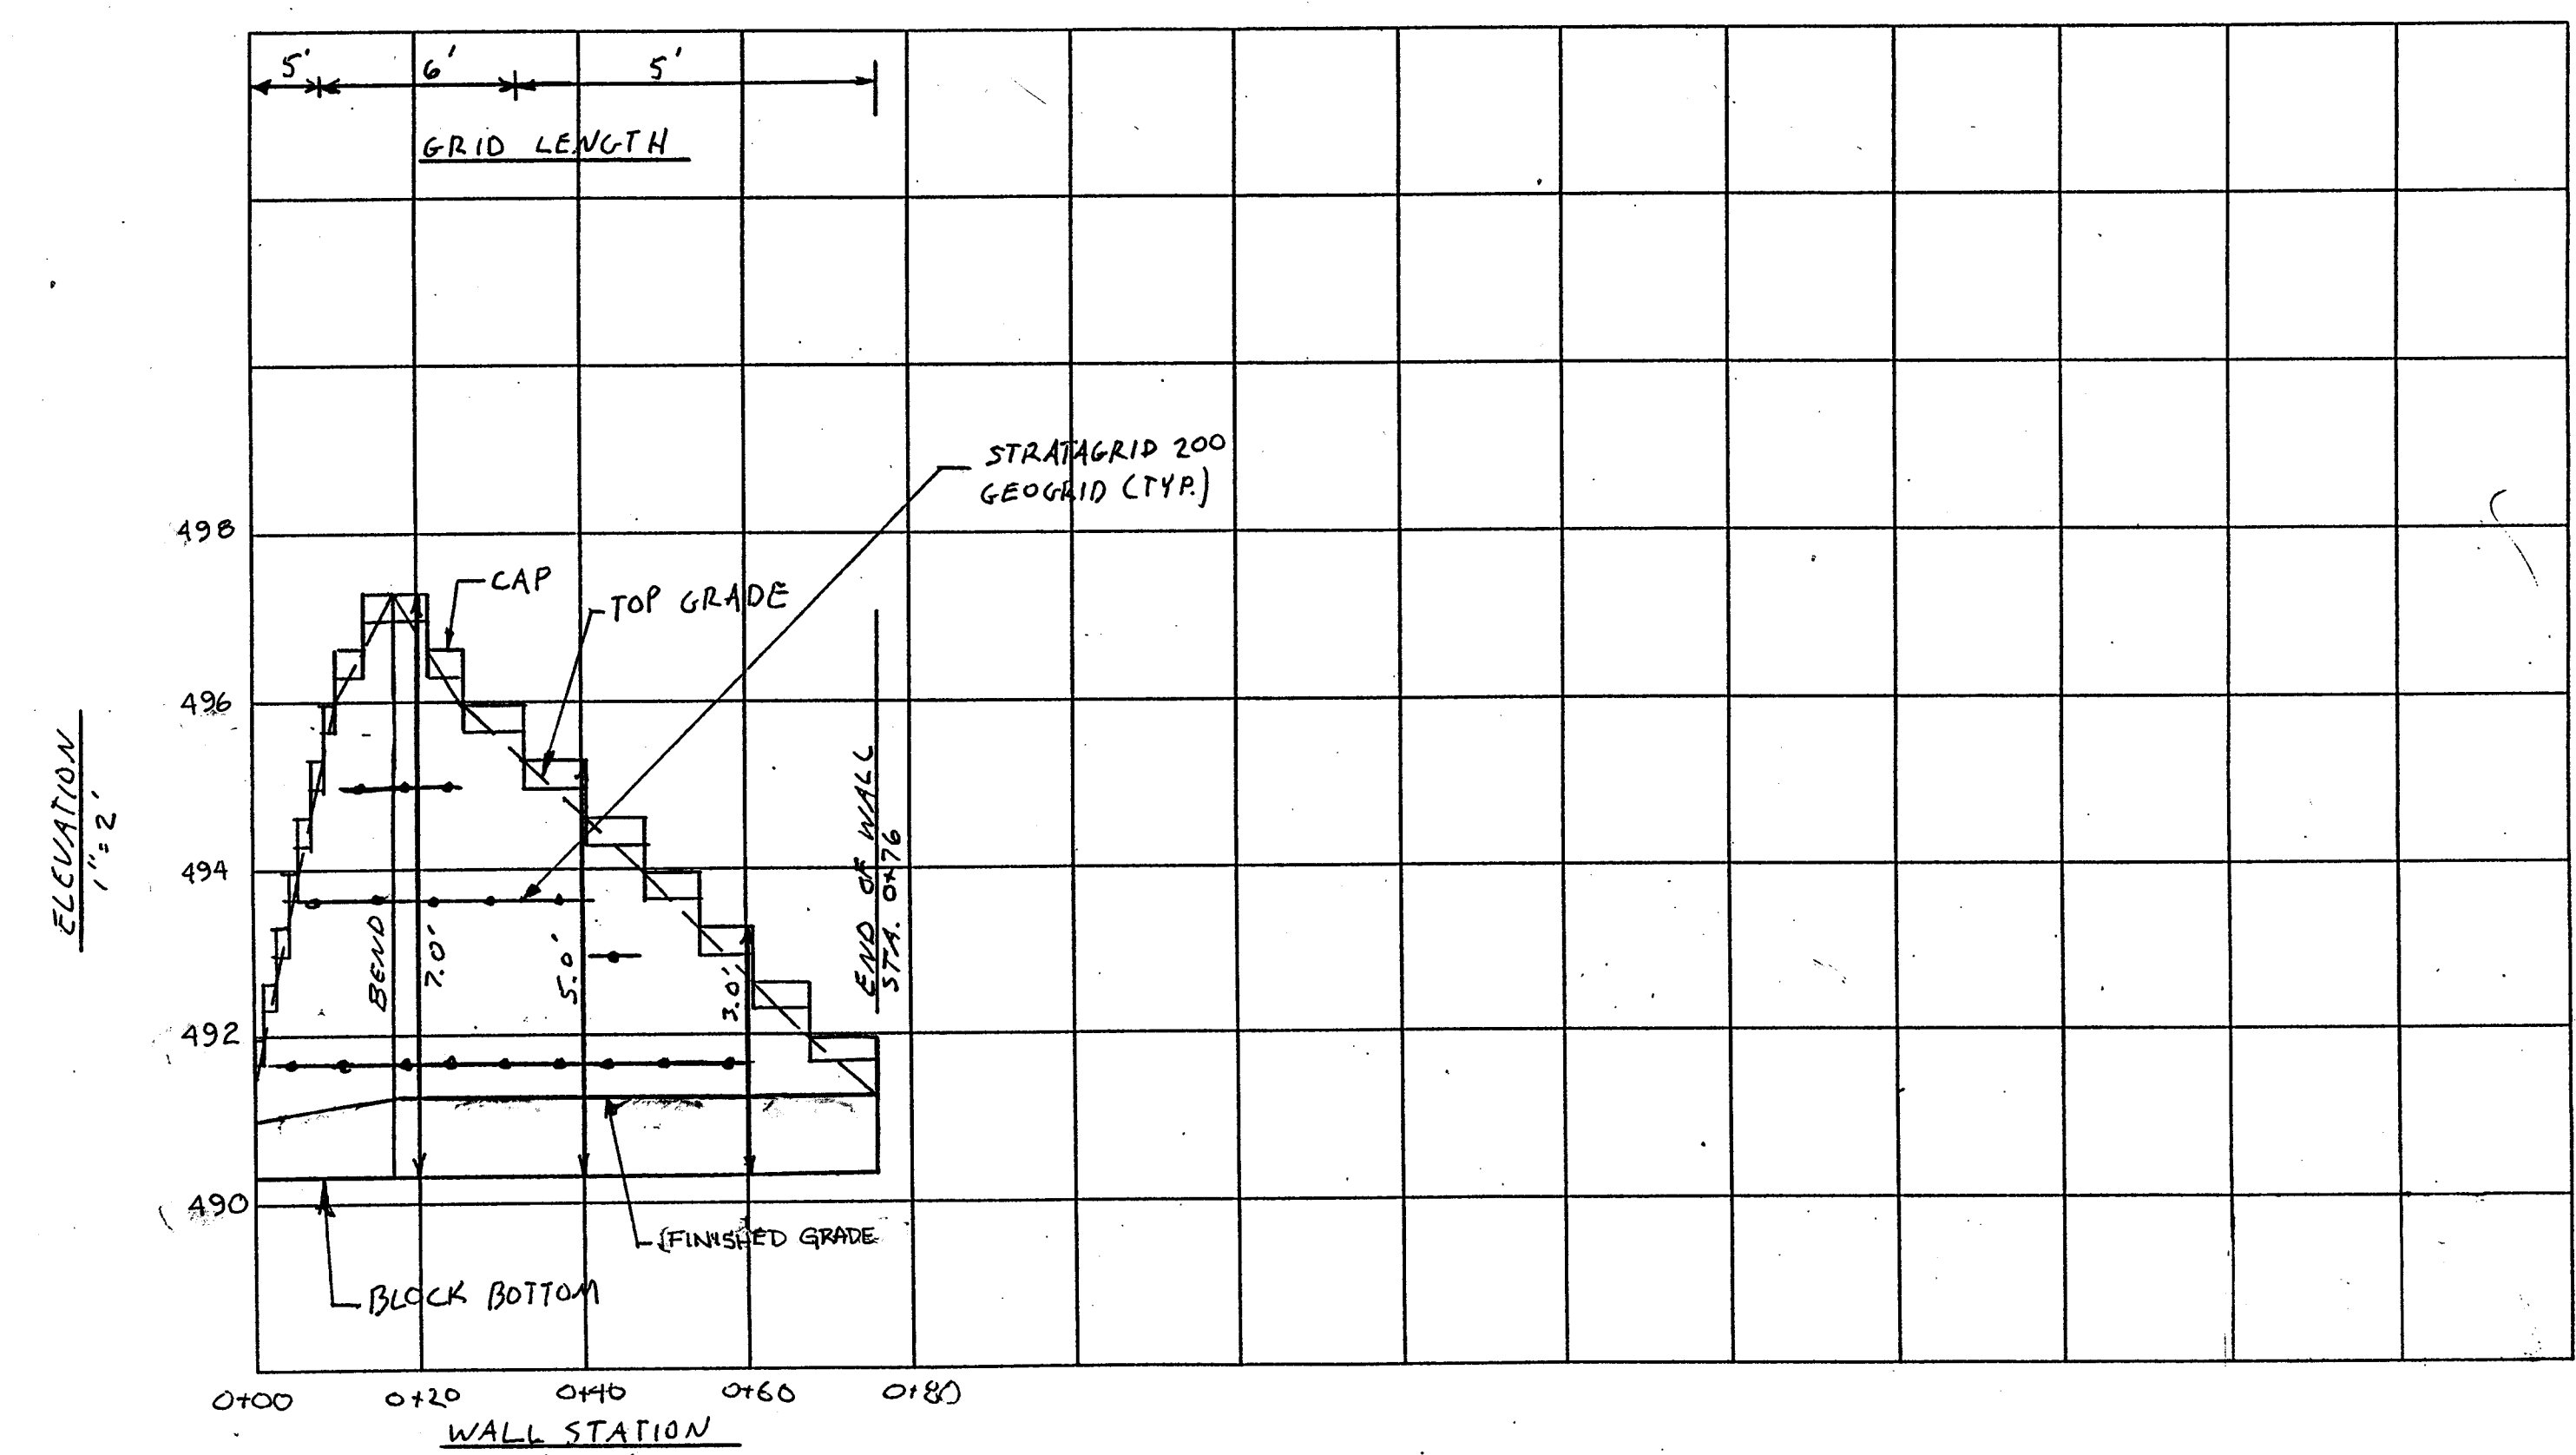 5' 6' 5'
GRID LENGTH
STRATAGRID 200
GEOGRID (TYP.)
498
CAP
TOP GRADE
496
ELEVATION
1"=2'
494
END OF WALL
STA. 0+76
BEND
7.0'
5.0'
3.0'
492
490
FINISHED GRADE
BLOCK BOTTOM
0+00 0+20 0+40 0+60 0+80
WALL STATION